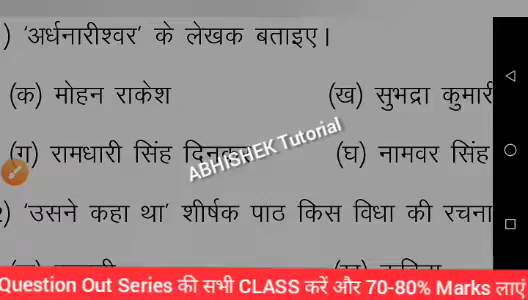 ) 'अर्धनारीश्वर' के लेखक बताइए।
(क) मोहन राकेश (ख) सुभद्रा कुमारी
(ग) रामधारी सिंह दिनकर (घ) नामवर सिंह
ABHISHEK Tutorial
) 'उसने कहा था' शीर्षक पाठ किस विधा की रचना
Question Out Series की सभी CLASS करें और 70-80% Marks लाएं